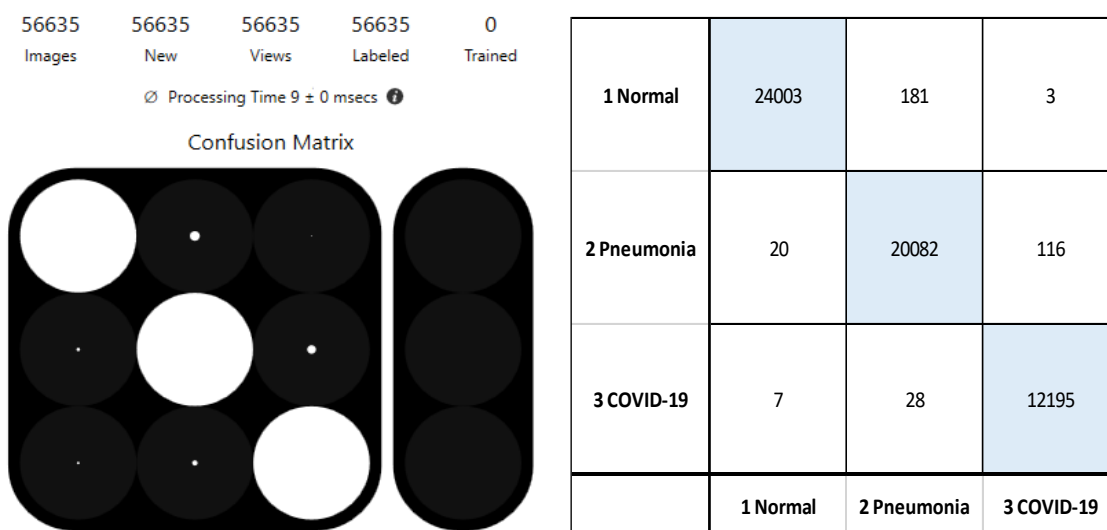 56635 56635 56635 56635 0
Images New Views Labeled Trained
∅ Processing Time 9 ± 0 msecs i
Confusion Matrix
1 Normal 24003 181 3
2 Pneumonia 20 20082 116
3 COVID-19 7 28 12195
1 Normal 2 Pneumonia 3 COVID-19